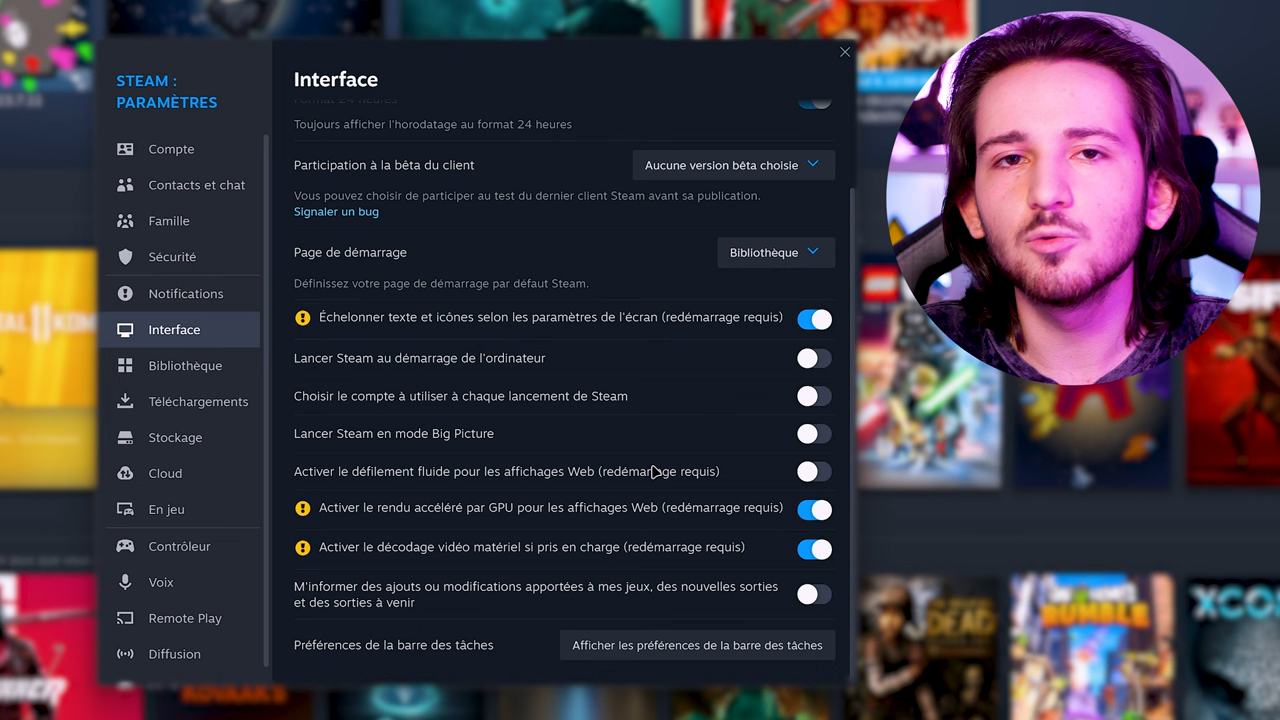 STEAM :
PARAMÈTRES
Compte
Contacts et chat
Famille
Sécurité
Notifications
Interface
Bibliothèque
Téléchargements
Stockage
Cloud
En jeu
Contrôleur
Voix
Remote Play
Diffusion
Interface
Format 24 heures
Toujours afficher l'horodatage au format 24 heures
Participation à la bêta du client
Aucune version bêta choisie
Vous pouvez choisir de participer au test du dernier client Steam avant sa publication.
Signaler un bug
Page de démarrage
Bibliothèque
Définissez votre page de démarrage par défaut Steam.
Échelonner texte et icônes selon les paramètres de l'écran (redémarrage requis)
Lancer Steam au démarrage de l'ordinateur
Choisir le compte à utiliser à chaque lancement de Steam
Lancer Steam en mode Big Picture
Activer le défilement fluide pour les affichages Web (redémarrage requis)
Activer le rendu accéléré par GPU pour les affichages Web (redémarrage requis)
Activer le décodage vidéo matériel si pris en charge (redémarrage requis)
M'informer des ajouts ou modifications apportées à mes jeux, des nouvelles sorties
et des sorties à venir
Préférences de la barre des tâches
Afficher les préférences de la barre des tâches
DEAD
RUMBLE
XCO